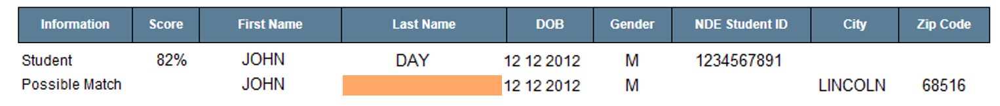 Information Score First Name Last Name DOB Gender NDE Student ID City Zip Code
Student 82% JOHN DAY 12 12 2012 M 1234567891
Possible Match JOHN 12 12 2012 M LINCOLN 68516